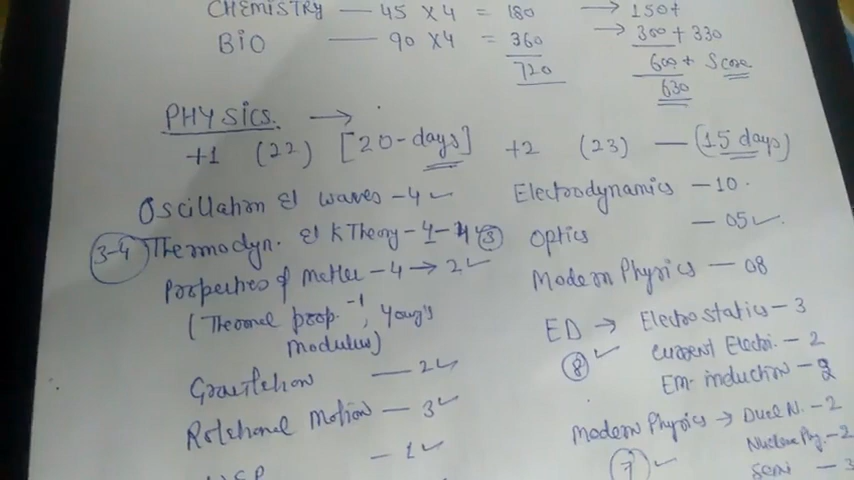 CHEMISTRY — 45 X 4 = 180 → 150+
BIO — 90 X4 = 360 → 300 + 330
720 600+ Score
630
PHYSICS. →
+1 (22) [20-days] +2 (23) — (15 days)
Oscillation & waves - 4 ✓ Electrodynamics - 10.
3-4 Thermodyn. & K Theory - 4 - 4 (3) Optics - 05 ✓
Properties of matter - 4 → 2 ✓ Modern Physics - 08
(Thermal prop.-1, Young's ED → Electrostatics - 3
Modulus) (8) ✓ Current Electri. - 2
EM-induction - 2
Gravitation - 2 ✓
Rotational Motion - 3 ✓ Modern Physics → Dual N. - 2
- 1 ✓ (7) ✓ Nuclear Phy. - 2
Semi - 3